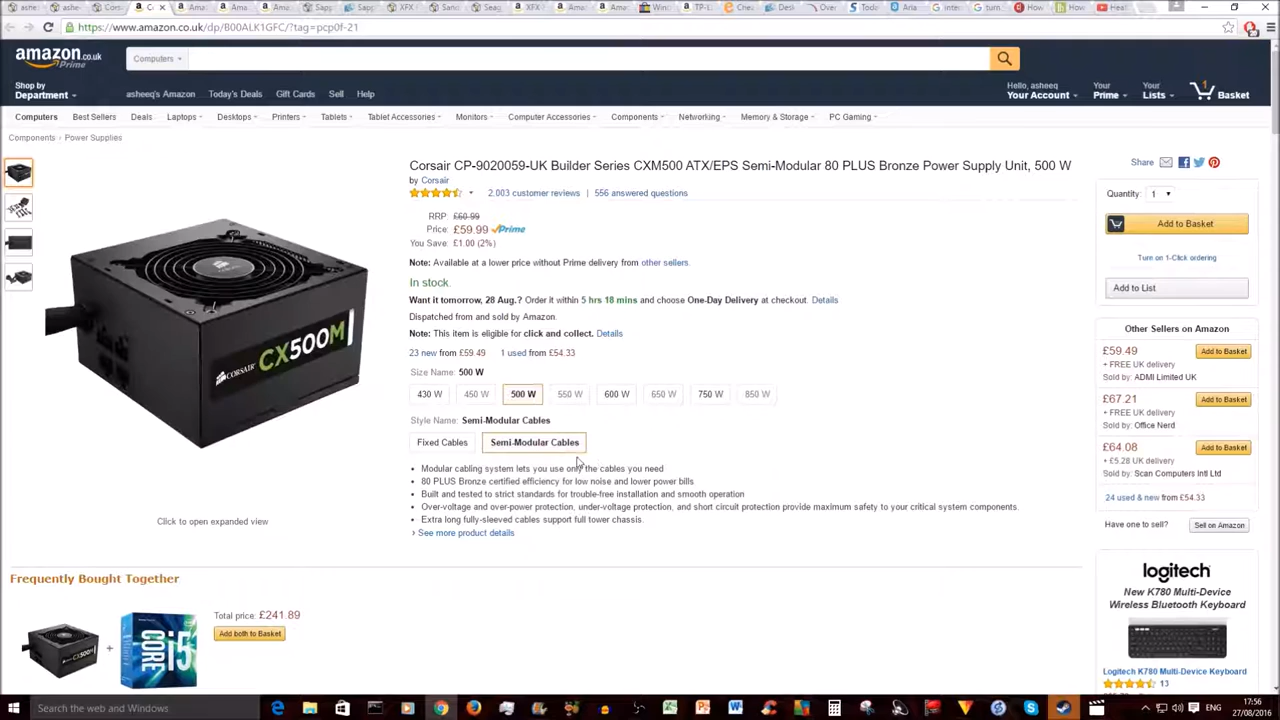 https://www.amazon.co.uk/dp/B00ALK1GFC/?tag=pcp0f-21
amazon.co.uk
Prime
Computers
Shop by
Department
asheeq's Amazon Today's Deals Gift Cards Sell Help
Hello, asheeq
Your Account
Your
Prime
Your
Lists
1
Basket
Computers Best Sellers Deals Laptops Desktops Printers Tablets Tablet Accessories Monitors Computer Accessories Components Networking Memory & Storage PC Gaming
Components › Power Supplies
Corsair CP-9020059-UK Builder Series CXM500 ATX/EPS Semi-Modular 80 PLUS Bronze Power Supply Unit, 500 W
by Corsair
2,003 customer reviews | 556 answered questions
RRP £60.99
Price: £59.99 Prime
You Save: £1.00 (2%)
Note: Available at a lower price without Prime delivery from other sellers.
In stock.
Want it tomorrow, 28 Aug.? Order it within 5 hrs 18 mins and choose One-Day Delivery at checkout. Details
Dispatched from and sold by Amazon.
Note: This item is eligible for click and collect. Details
23 new from £59.49 1 used from £54.33
Size Name: 500 W
430 W 450 W 500 W 550 W 600 W 650 W 750 W 850 W
Style Name: Semi-Modular Cables
Fixed Cables Semi-Modular Cables
Modular cabling system lets you use only the cables you need
80 PLUS Bronze certified efficiency for low noise and lower power bills
Built and tested to strict standards for trouble-free installation and smooth operation
Over-voltage and over-power protection, under-voltage protection, and short circuit protection provide maximum safety to your critical system components.
Extra long fully-sleeved cables support full tower chassis.
› See more product details
CORSAIR CX500M
Click to open expanded view
Share
Quantity: 1
Add to Basket
Turn on 1-Click ordering
Add to List
Other Sellers on Amazon
£59.49 Add to Basket
+ FREE UK delivery
Sold by: ADMI Limited UK
£67.21 Add to Basket
+ FREE UK delivery
Sold by: Office Nerd
£64.08 Add to Basket
+ £5.28 UK delivery
Sold by: Scan Computers Intl Ltd
24 used & new from £54.33
Have one to sell? Sell on Amazon
logitech
New K780 Multi-Device
Wireless Bluetooth Keyboard
Logitech K780 Multi-Device Keyboard
13
Frequently Bought Together
CX500M
+
CORE i5
Total price: £241.89
Add both to Basket
Search the web and Windows
ENG
17:56
27/08/2016